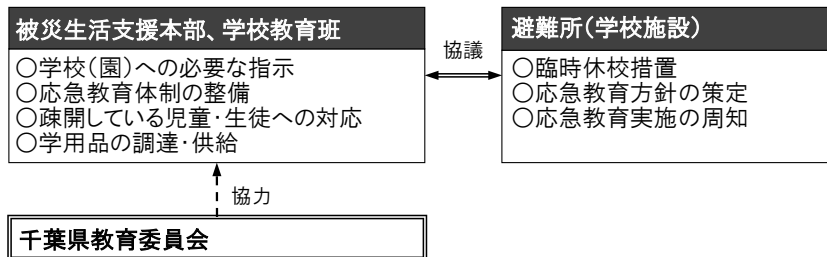 被災生活支援本部、学校教育班
○学校(園)への必要な指示
○応急教育体制の整備
○疎開している児童・生徒への対応
○学用品の調達・供給
協議
避難所(学校施設)
○臨時休校措置
○応急教育方針の策定
○応急教育実施の周知
協力
千葉県教育委員会